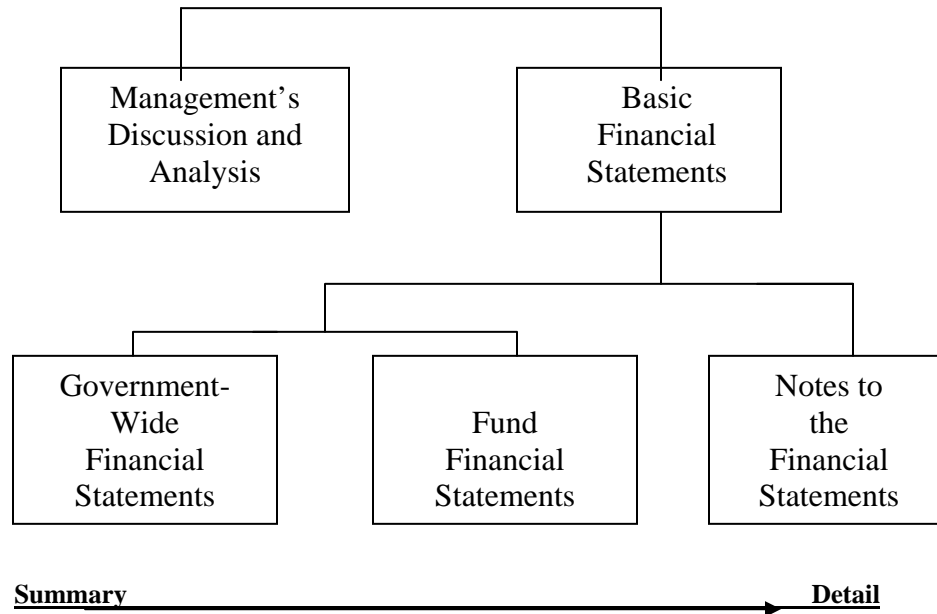 Management’s
Discussion and
Analysis
Basic
Financial
Statements
Government-
Wide
Financial
Statements
Fund
Financial
Statements
Notes to
the
Financial
Statements
Summary Detail